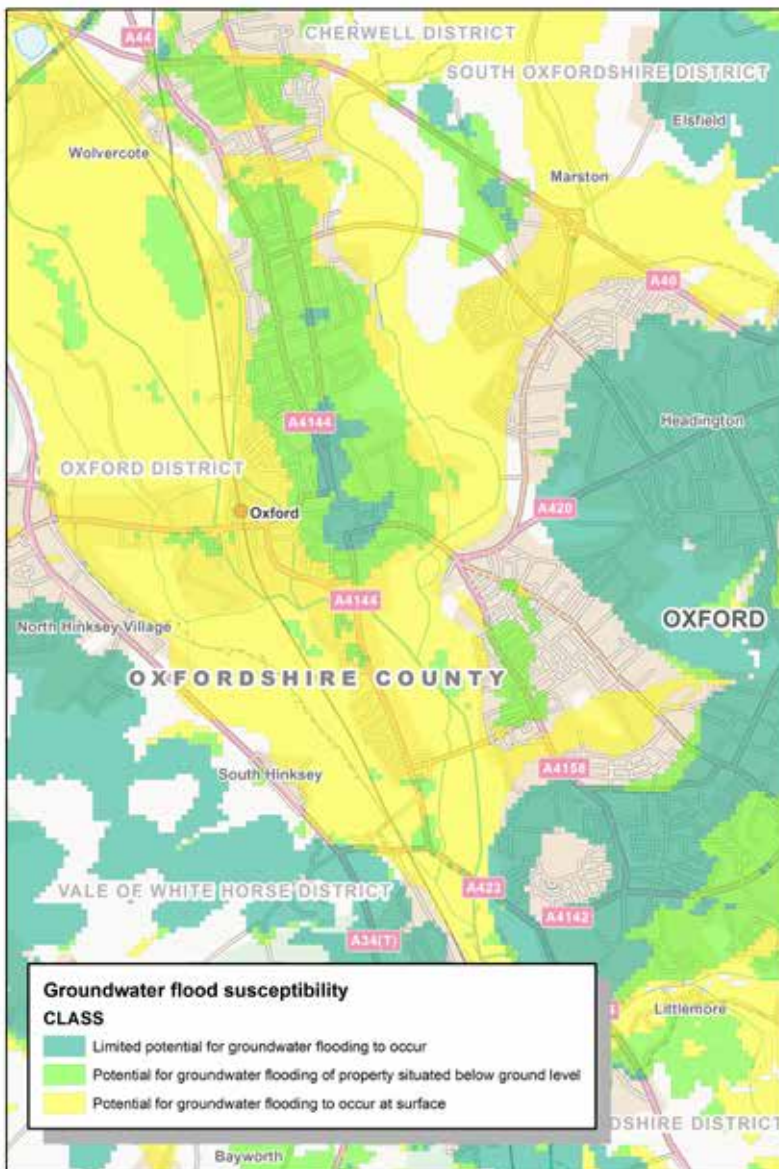 CHERWELL DISTRICT
A44
SOUTH OXFORDSHIRE DISTRICT
Elsfield
Wolvercote
Marston
A40
A4144
Headington
OXFORD DISTRICT
Oxford
A420
A4144
North Hinksey Village
OXFORD
OXFORDSHIRE COUNTY
South Hinksey
A4158
VALE OF WHITE HORSE DISTRICT
A423
A4142
A34(T)
Groundwater flood susceptibility
CLASS
Littlemore
Limited potential for groundwater flooding to occur
Potential for groundwater flooding of property situated below ground level
Potential for groundwater flooding to occur at surface
DSHIRE DISTRICT
Bayworth